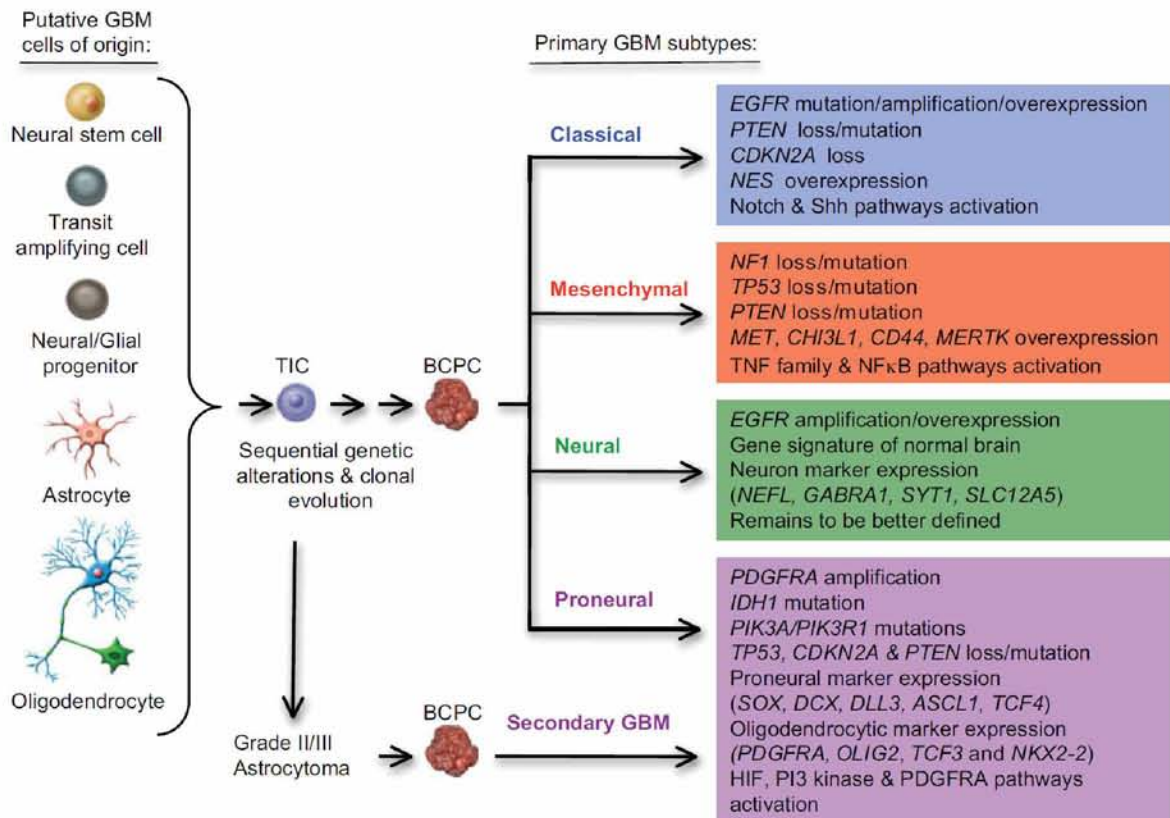 Putative GBM
cells of origin:
Neural stem cell
Transit
amplifying cell
Neural/Glial
progenitor
Astrocyte
Oligodendrocyte
TIC
BCPC
Sequential genetic
alterations & clonal
evolution
Grade II/III
Astrocytoma
BCPC
Primary GBM subtypes:
Classical
EGFR mutation/amplification/overexpression
PTEN loss/mutation
CDKN2A loss
NES overexpression
Notch & Shh pathways activation
Mesenchymal
NF1 loss/mutation
TP53 loss/mutation
PTEN loss/mutation
MET, CHI3L1, CD44, MERTK overexpression
TNF family & NFκB pathways activation
Neural
EGFR amplification/overexpression
Gene signature of normal brain
Neuron marker expression
(NEFL, GABRA1, SYT1, SLC12A5)
Remains to be better defined
Proneural
Secondary GBM
PDGFRA amplification
IDH1 mutation
PIK3A/PIK3R1 mutations
TP53, CDKN2A & PTEN loss/mutation
Proneural marker expression
(SOX, DCX, DLL3, ASCL1, TCF4)
Oligodendrocytic marker expression
(PDGFRA, OLIG2, TCF3 and NKX2-2)
HIF, PI3 kinase & PDGFRA pathways
activation